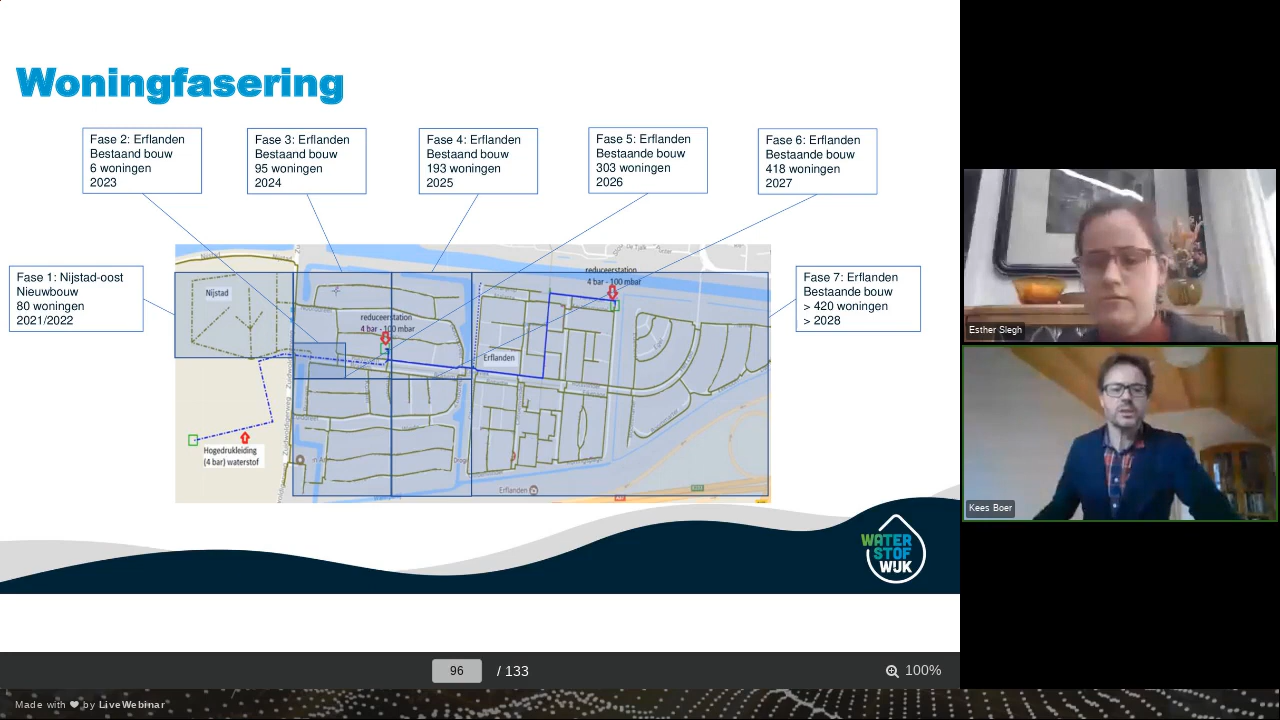 Woningfasering
Fase 2: Erflanden
Bestaand bouw
6 woningen
2023
Fase 3: Erflanden
Bestaand bouw
95 woningen
2024
Fase 4: Erflanden
Bestaand bouw
193 woningen
2025
Fase 5: Erflanden
Bestaande bouw
303 woningen
2026
Fase 6: Erflanden
Bestaande bouw
418 woningen
2027
Fase 1: Nijstad-oost
Nieuwbouw
80 woningen
2021/2022
Fase 7: Erflanden
Bestaande bouw
> 420 woningen
> 2028
Nijstad
reduceerstation
4 bar - 100 mbar
reduceerstation
4 bar - 100 mbar
Erflanden
Hogedrukleiding
(4 bar) waterstof
Erflanden
WATER
STOF
WIJK
Esther Slegh
Kees Boer
96 / 133
100%
Made with by LiveWebinar